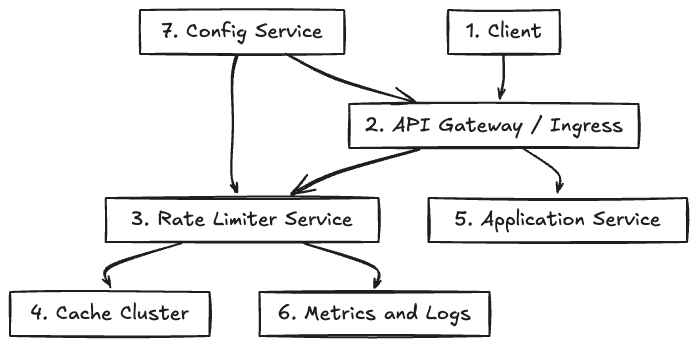 7. Config Service
1. Client
2. API Gateway / Ingress
3. Rate Limiter Service
5. Application Service
4. Cache Cluster
6. Metrics and Logs